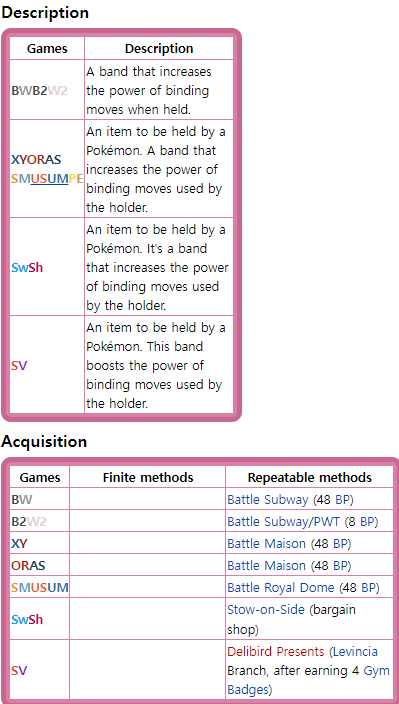 Description
Games Description
BWB2W2
A band that increases
the power of binding
moves when held.
XYORAS
SMUSUMPE
An item to be held by a
Pokémon. A band that
increases the power of
binding moves used by
the holder.
SwSh
An item to be held by a
Pokémon. It's a band
that increases the power
of binding moves used
by the holder.
SV
An item to be held by a
Pokémon. This band
boosts the power of
binding moves used by
the holder.
Acquisition
Games Finite methods Repeatable methods
BW Battle Subway (48 BP)
B2W2 Battle Subway/PWT (8 BP)
XY Battle Maison (48 BP)
ORAS Battle Maison (48 BP)
SMUSUM Battle Royal Dome (48 BP)
SwSh
Stow-on-Side (bargain
shop)
SV
Delibird Presents (Levincia
Branch, after earning 4 Gym
Badges)